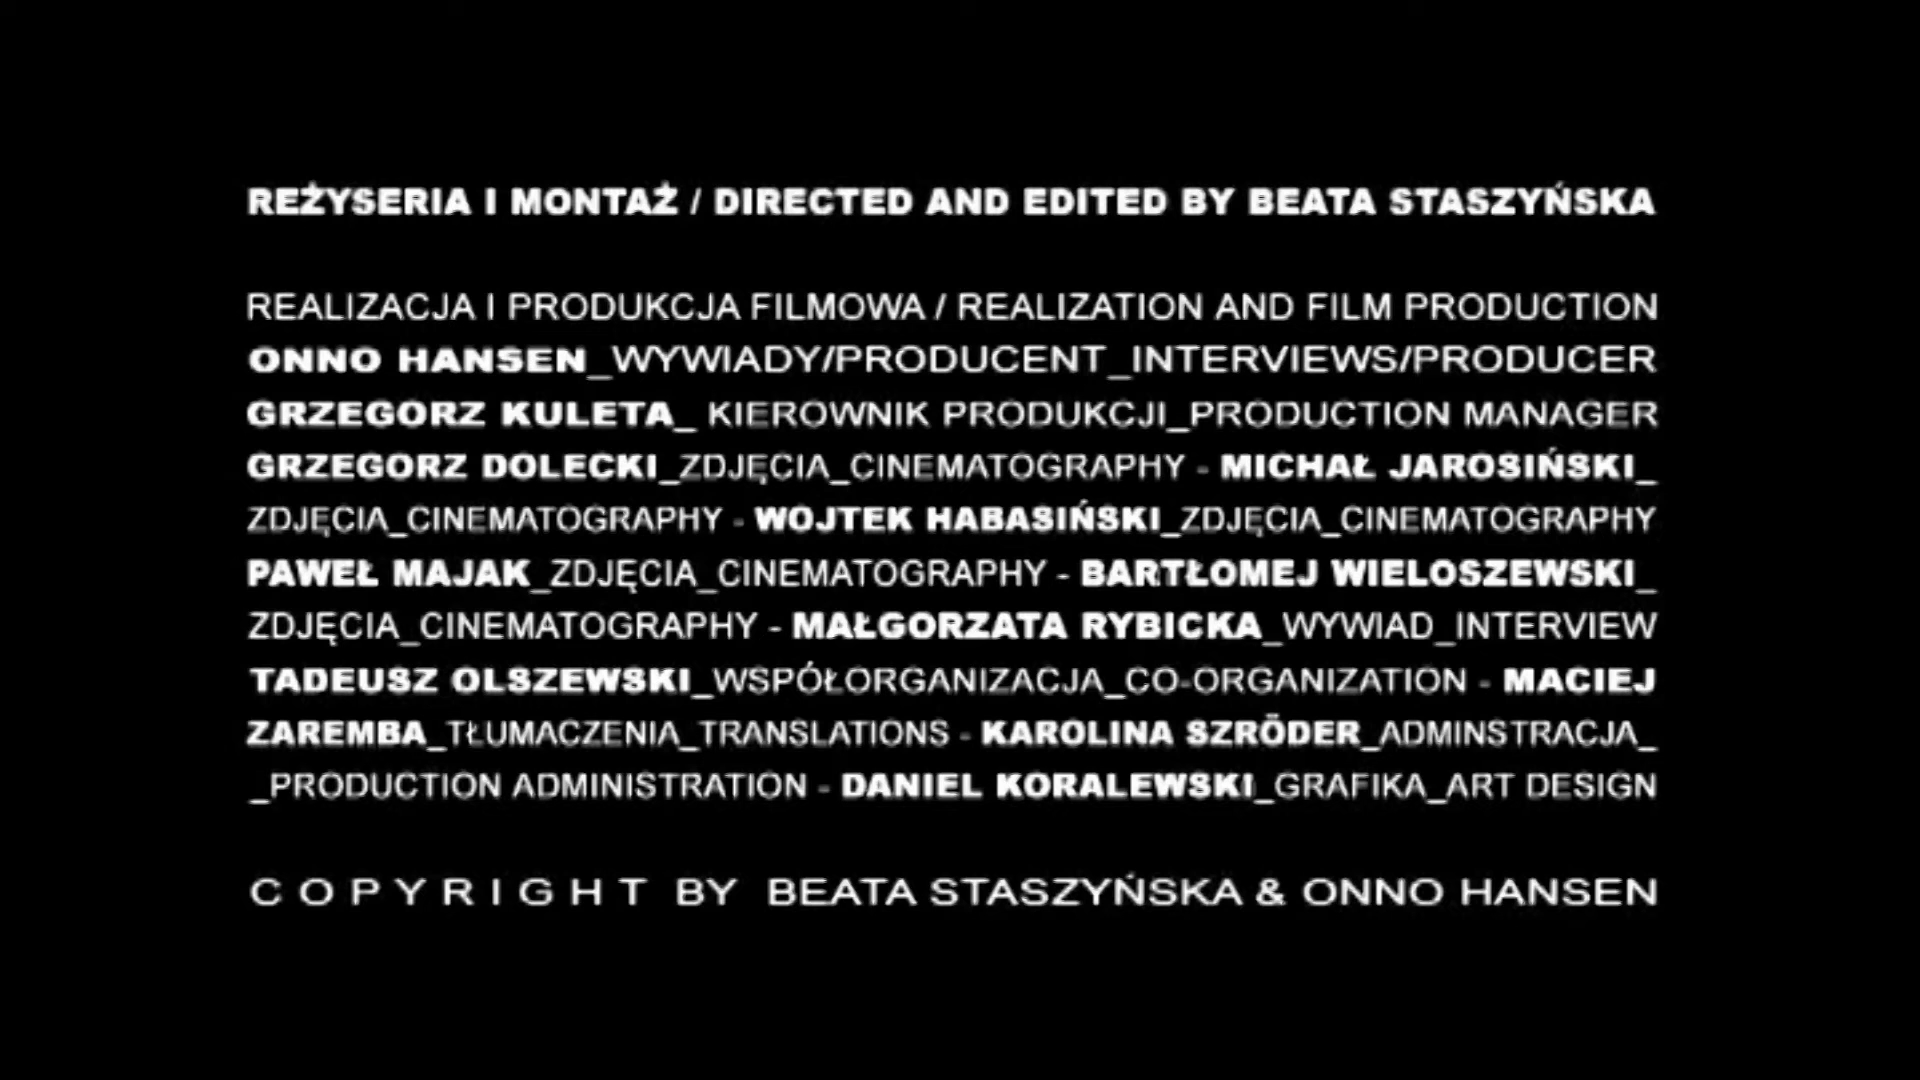 REŻYSERIA I MONTAŻ / DIRECTED AND EDITED BY BEATA STASZYŃSKA
REALIZACJA I PRODUKCJA FILMOWA / REALIZATION AND FILM PRODUCTION
ONNO HANSEN_WYWIADY/PRODUCENT_INTERVIEWS/PRODUCER
GRZEGORZ KULETA_ KIEROWNIK PRODUKCJI_PRODUCTION MANAGER
GRZEGORZ DOLECKI_ZDJĘCIA_CINEMATOGRAPHY - MICHAŁ JAROSIŃSKI_
ZDJĘCIA_CINEMATOGRAPHY - WOJTEK HABASIŃSKI_ZDJĘCIA_CINEMATOGRAPHY
PAWEŁ MAJAK_ZDJĘCIA_CINEMATOGRAPHY - BARTŁOMEJ WIELOSZEWSKI_
ZDJĘCIA_CINEMATOGRAPHY - MAŁGORZATA RYBICKA_WYWIAD_INTERVIEW
TADEUSZ OLSZEWSKI_WSPÓŁORGANIZACJA_CO-ORGANIZATION - MACIEJ
ZAREMBA_TŁUMACZENIA_TRANSLATIONS - KAROLINA SZRÖDER_ADMINSTRACJA_
_PRODUCTION ADMINISTRATION - DANIEL KORALEWSKI_GRAFIKA_ART DESIGN
C O P Y R I G H T BY BEATA STASZYŃSKA & ONNO HANSEN